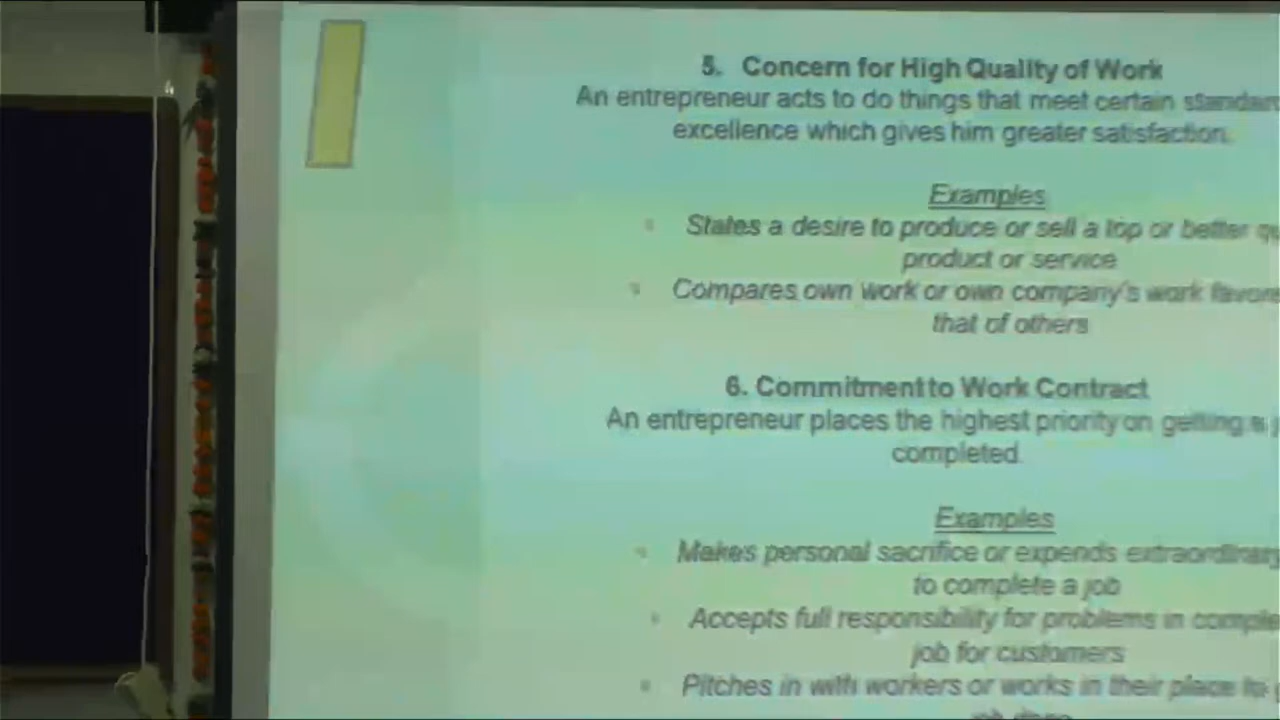 5. Concern for High Quality of Work
An entrepreneur acts to do things that meet certain
excellence which gives him greater satisfaction.
Examples
States a desire to produce or sell a top or better
product or service
Compares own work or own company's work
that of others
6. Commitment to Work Contract
An entrepreneur places the highest priority on getting a
completed.
Examples
Makes personal sacrifice or expends extraordinary
to complete a job
Accepts full responsibility for problems in
job for customers
Pitches in with workers or works in their place to